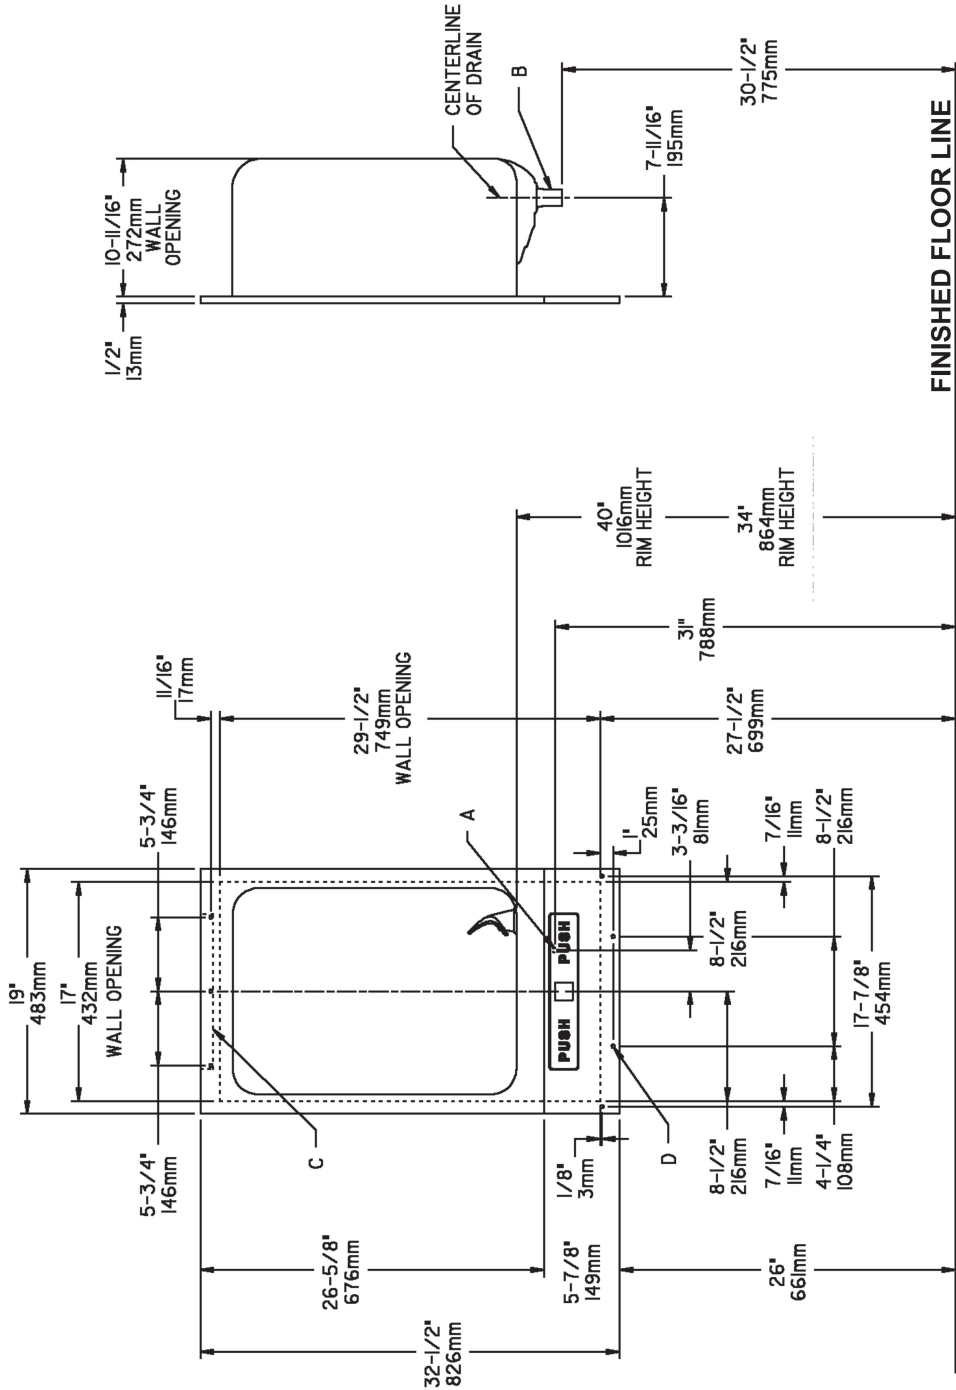 19"
483mm
17"
432mm
WALL OPENING
5-3/4"
146mm
5-3/4"
146mm
11/16"
17mm
C
A
29-1/2"
749mm
WALL OPENING
26-5/8"
676mm
32-1/2"
826mm
5-7/8"
149mm
1/8"
3mm
PUSH
PUSH
D
1"
25mm
3-3/16"
81mm
8-1/2"
216mm
8-1/2"
216mm
7/16"
11mm
7/16"
11mm
4-1/4"
108mm
8-1/2"
216mm
17-7/8"
454mm
26"
661mm
27-1/2"
699mm
31"
788mm
40"
1016mm
RIM HEIGHT
34"
864mm
RIM HEIGHT
1/2"
13mm
10-11/16"
272mm
WALL
OPENING
CENTERLINE
OF DRAIN
B
7-11/16"
195mm
30-1/2"
775mm
FINISHED FLOOR LINE